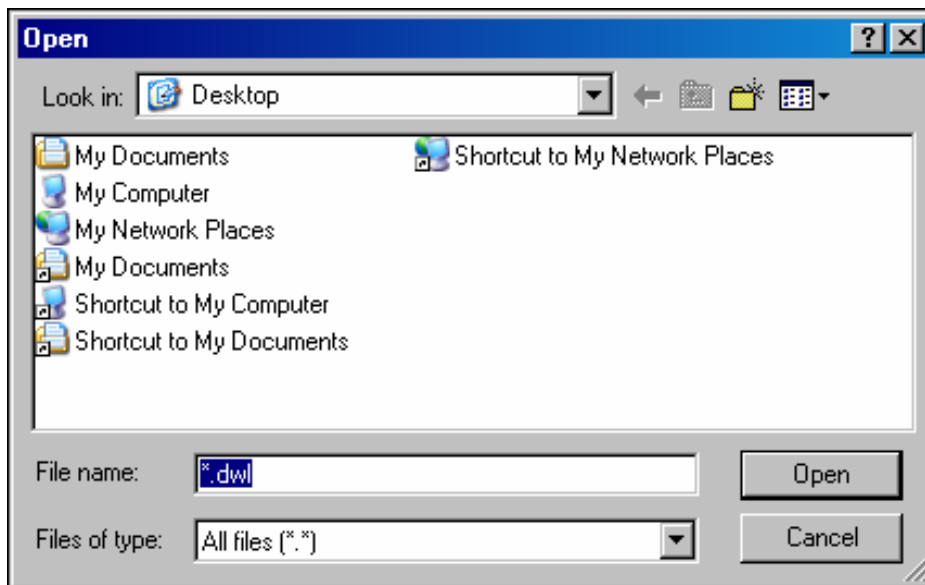 Open
Look in: Desktop
My Documents
My Computer
My Network Places
My Documents
Shortcut to My Computer
Shortcut to My Documents
Shortcut to My Network Places
File name: *.dwl Open
Files of type: All files (*.*) Cancel